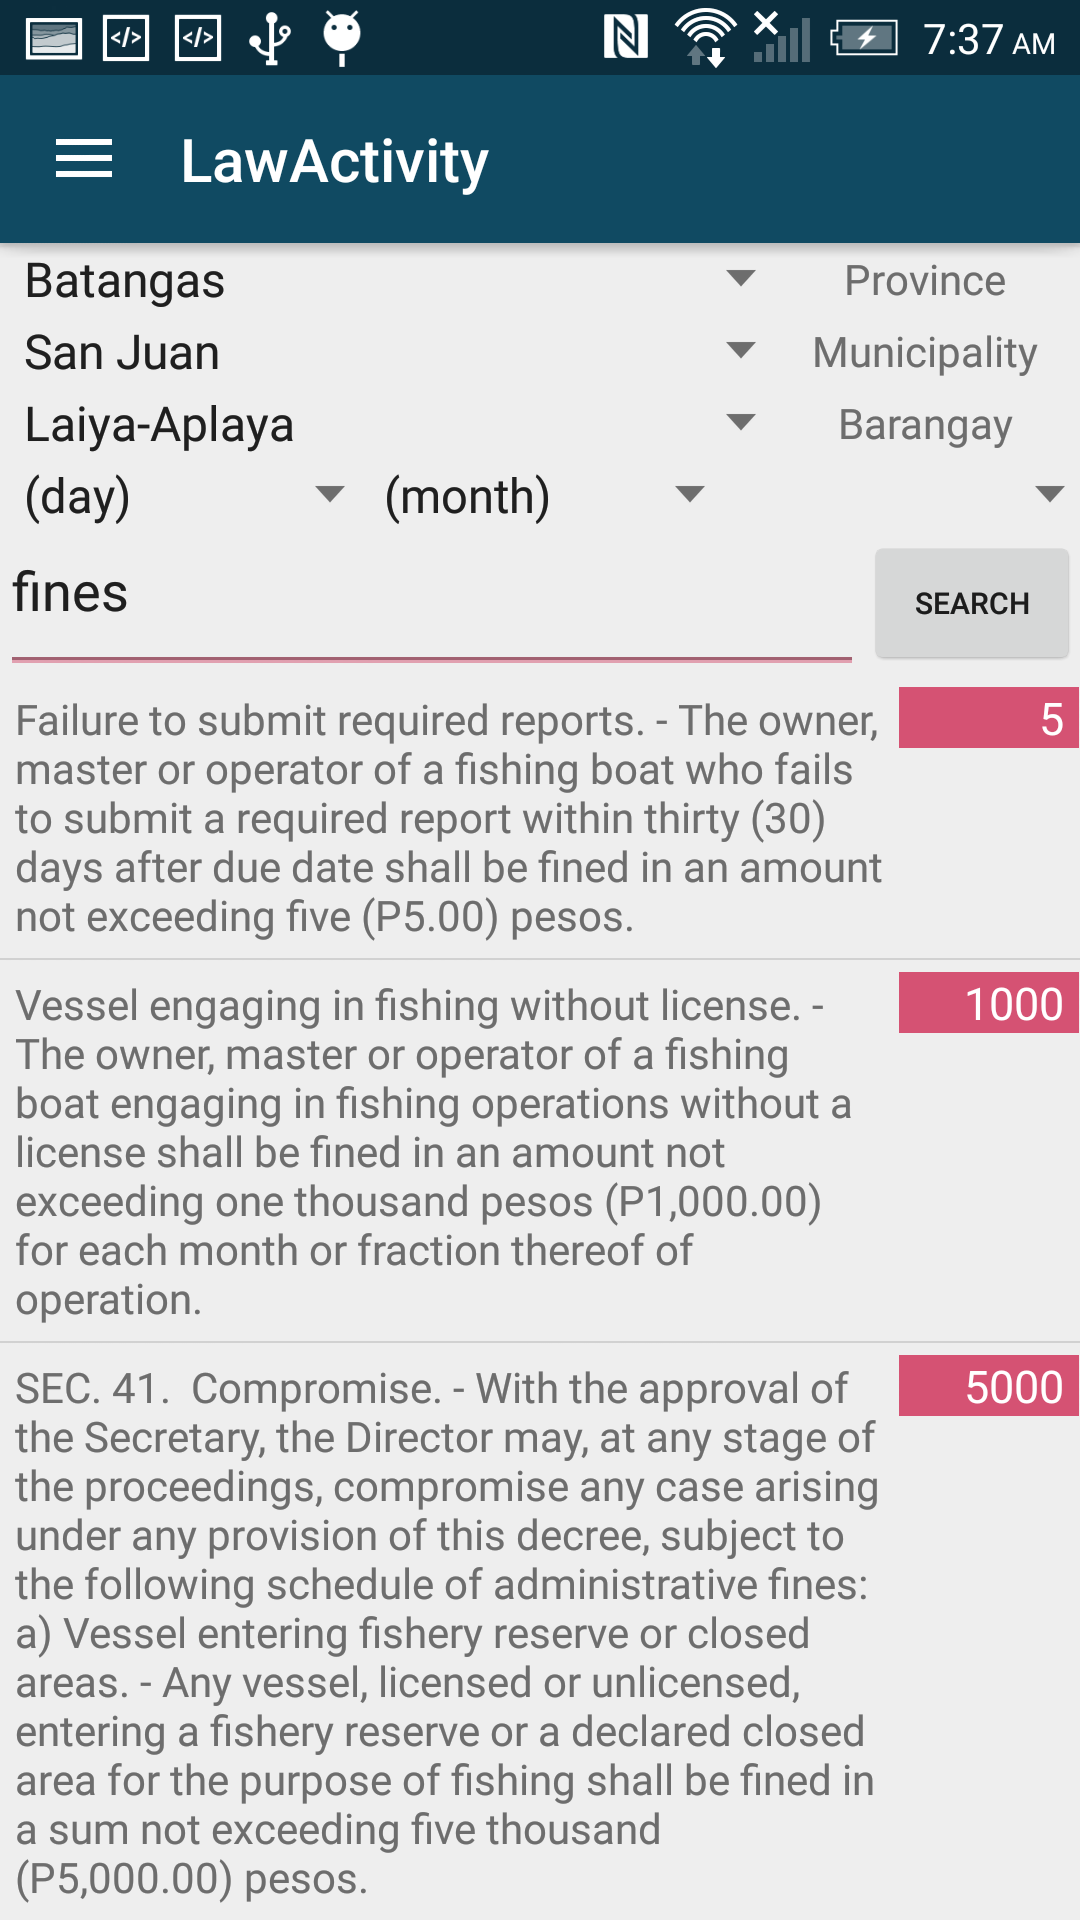 7:37 AM
LawActivity
Batangas Province
San Juan Municipality
Laiya-Aplaya Barangay
(day) (month)
fines SEARCH
Failure to submit required reports. - The owner, 5
master or operator of a fishing boat who fails
to submit a required report within thirty (30)
days after due date shall be fined in an amount
not exceeding five (P5.00) pesos.
Vessel engaging in fishing without license. - 1000
The owner, master or operator of a fishing
boat engaging in fishing operations without a
license shall be fined in an amount not
exceeding one thousand pesos (P1,000.00)
for each month or fraction thereof of
operation.
SEC. 41.  Compromise. - With the approval of 5000
the Secretary, the Director may, at any stage of
the proceedings, compromise any case arising
under any provision of this decree, subject to
the following schedule of administrative fines:
a) Vessel entering fishery reserve or closed
areas. - Any vessel, licensed or unlicensed,
entering a fishery reserve or a declared closed
area for the purpose of fishing shall be fined in
a sum not exceeding five thousand
(P5,000.00) pesos.